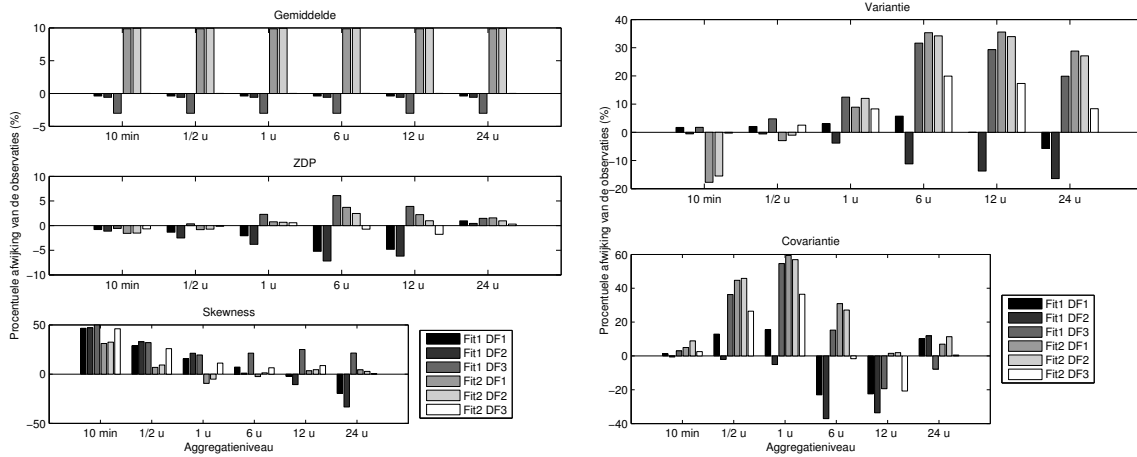 Gemiddelde
10
5
0
−5
10 min
1/2 u
1 u
6 u
12 u
24 u
ZDP
10
5
0
−5
−10
10 min
1/2 u
1 u
6 u
12 u
24 u
Procentuele afwijking van de observaties (%)
Skewness
50
0
−50
10 min
1/2 u
1 u
6 u
12 u
24 u
Aggregatieniveau
Fit1 DF1
Fit1 DF2
Fit1 DF3
Fit2 DF1
Fit2 DF2
Fit2 DF3
Variantie
40
30
20
10
0
−10
−20
10 min
1/2 u
1 u
6 u
12 u
24 u
Procentuele afwijking van de observaties (%)
Covariantie
60
40
20
0
−20
−40
10 min
1/2 u
1 u
6 u
12 u
24 u
Aggregatieniveau
Fit1 DF1
Fit1 DF2
Fit1 DF3
Fit2 DF1
Fit2 DF2
Fit2 DF3